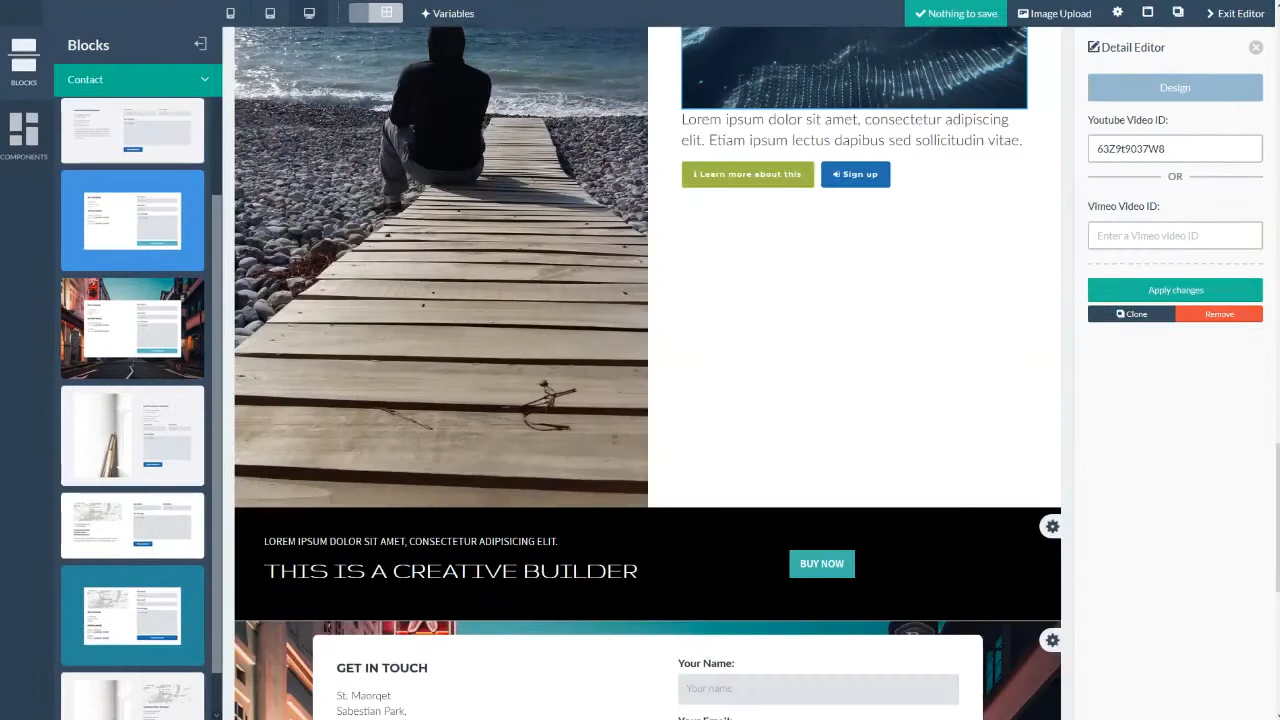 Variables
Nothing to save
Image Upload
Exit Editor
Blocks
BLOCKS
Contact
COMPONENTS
Lorem ipsum dolor sit amet, consectetur adipiscing
elit. Etiam ipsum lectus, dapibus sed sollicitudin vitae.
Learn more about this
Sign up
LOREM IPSUM DOLOR SIT AMET, CONSECTETUR ADIPISICING ELIT.
THIS IS A CREATIVE BUILDER
BUY NOW
GET IN TOUCH
St. Maorqet
Sabestian Park,
Your Name:
Your name
Detail Editor
Design
Youtube Video ID:
63Z9t9037W8
OR
Vimeo Video ID:
Enter a Vimeo video ID
Apply changes
Clone
Remove